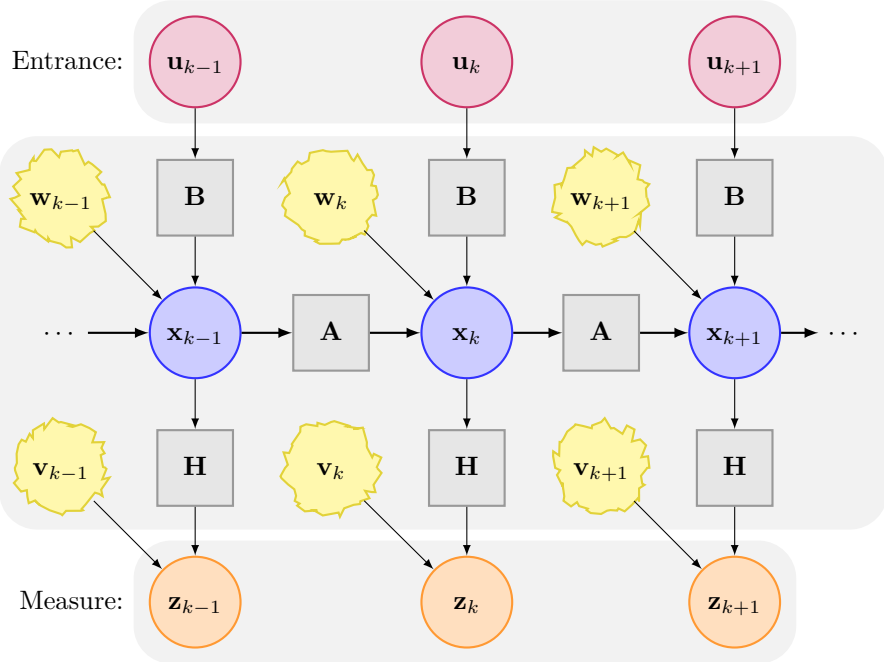 Entrance: u_{k−1} u_k u_{k+1}
w_{k−1} B w_k B w_{k+1} B
⋯ x_{k−1} A x_k A x_{k+1} ⋯
v_{k−1} H v_k H v_{k+1} H
Measure: z_{k−1} z_k z_{k+1}